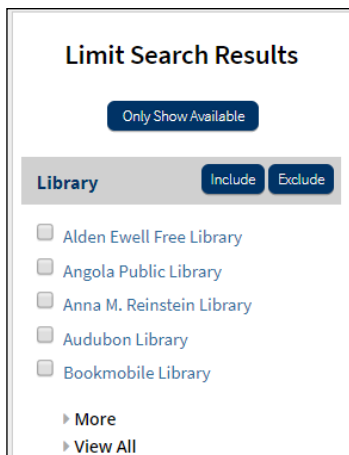 Limit Search Results
Only Show Available
Library Include Exclude
Alden Ewell Free Library
Angola Public Library
Anna M. Reinstein Library
Audubon Library
Bookmobile Library
More
View All